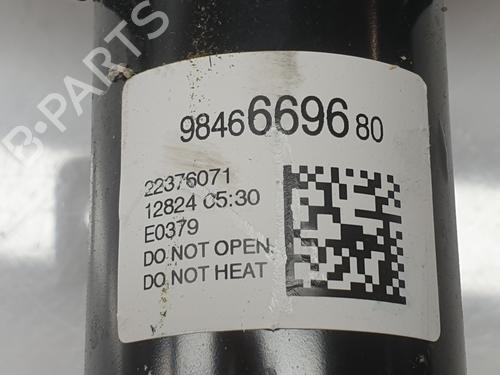 9846669680
22376071
12824 05:30
E0379
DO NOT OPEN
DO NOT HEAT
B-PARTS